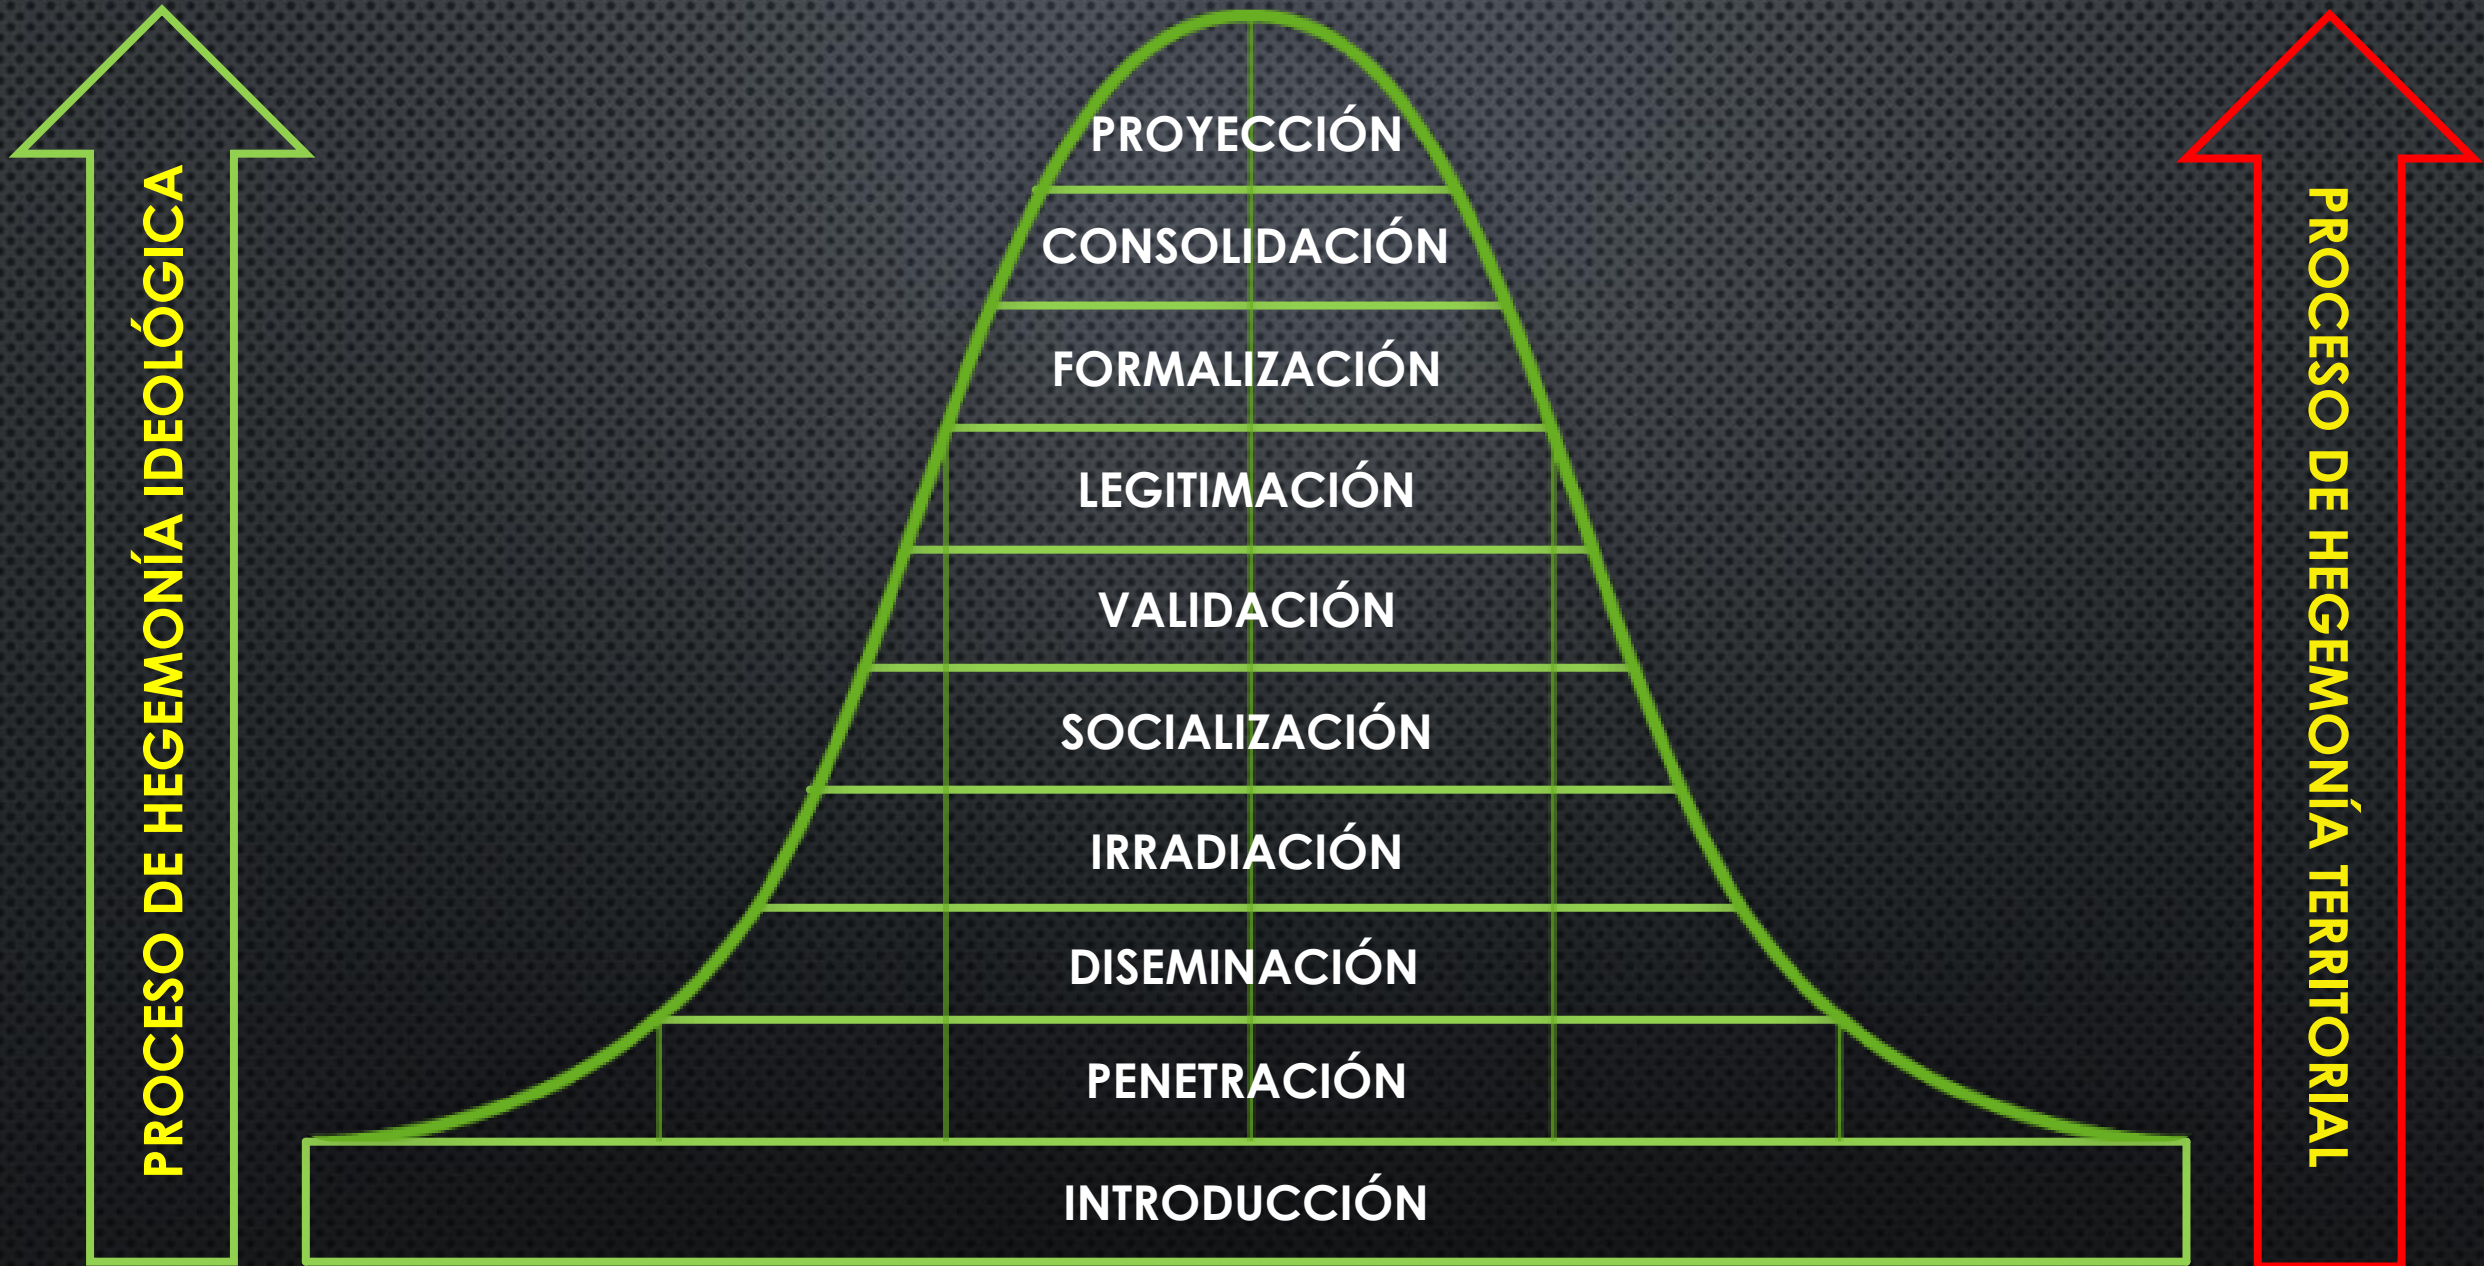 PROCESO DE HEGEMONÍA IDEOLÓGICA
PROYECCIÓN
CONSOLIDACIÓN
FORMALIZACIÓN
LEGITIMACIÓN
VALIDACIÓN
SOCIALIZACIÓN
IRRADIACIÓN
DISEMINACIÓN
PENETRACIÓN
INTRODUCCIÓN
PROCESO DE HEGEMONÍA TERRITORIAL